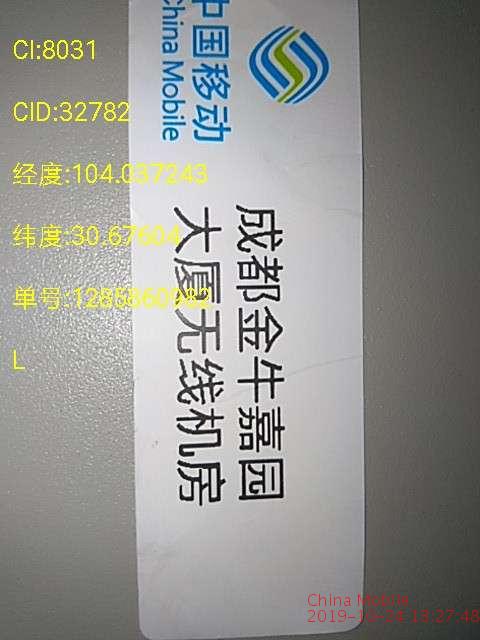 CI:8031
CID:32782
经度:104.037243
纬度:30.67604
单号:1285860982
L
中国移动
China Mobile
成都金牛嘉园
大厦无线机房
China Mobile
2019-10-24 13:27:48